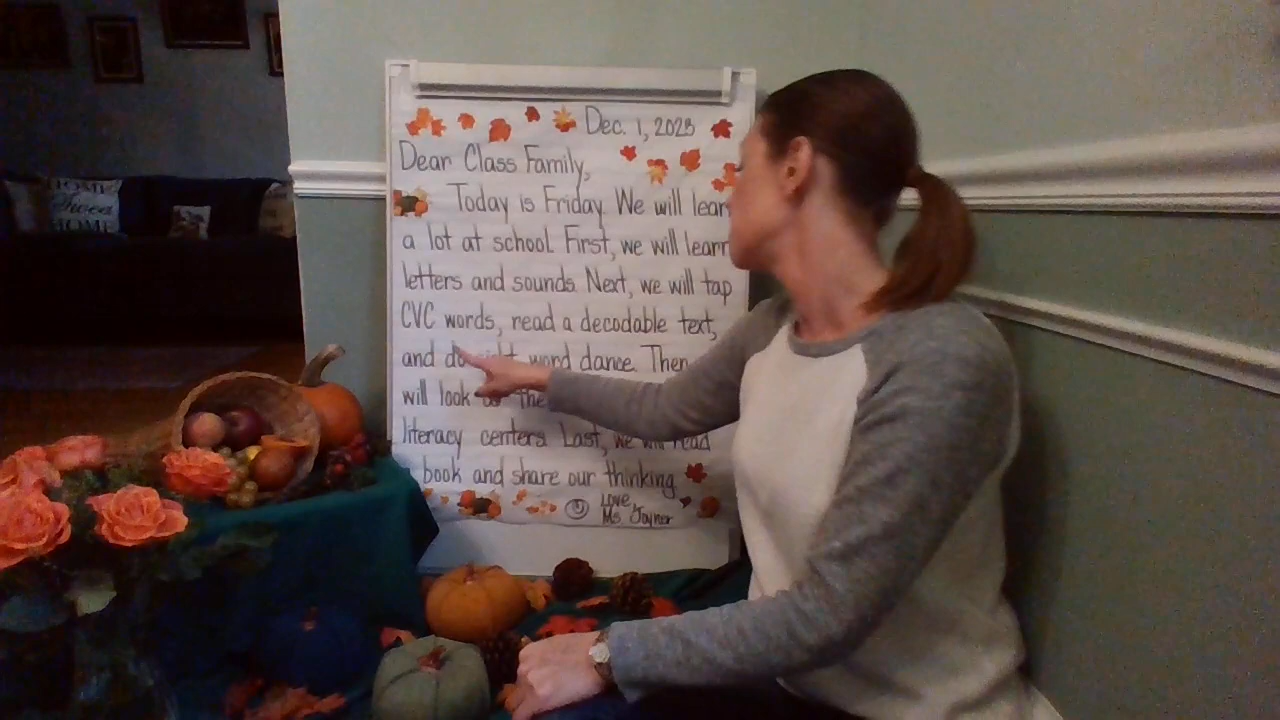 Dec. 1, 2023
Dear Class Family,
Today is Friday. We will lear
a lot at school. First, we will learn
letters and sounds. Next, we will tap
CVC words, read a decodable text,
and do word dance. Then
will look the
literacy centers. Last, we will read
book and share our thinking
Love,
Ms. Joyner
HOME
Sweet
HOME